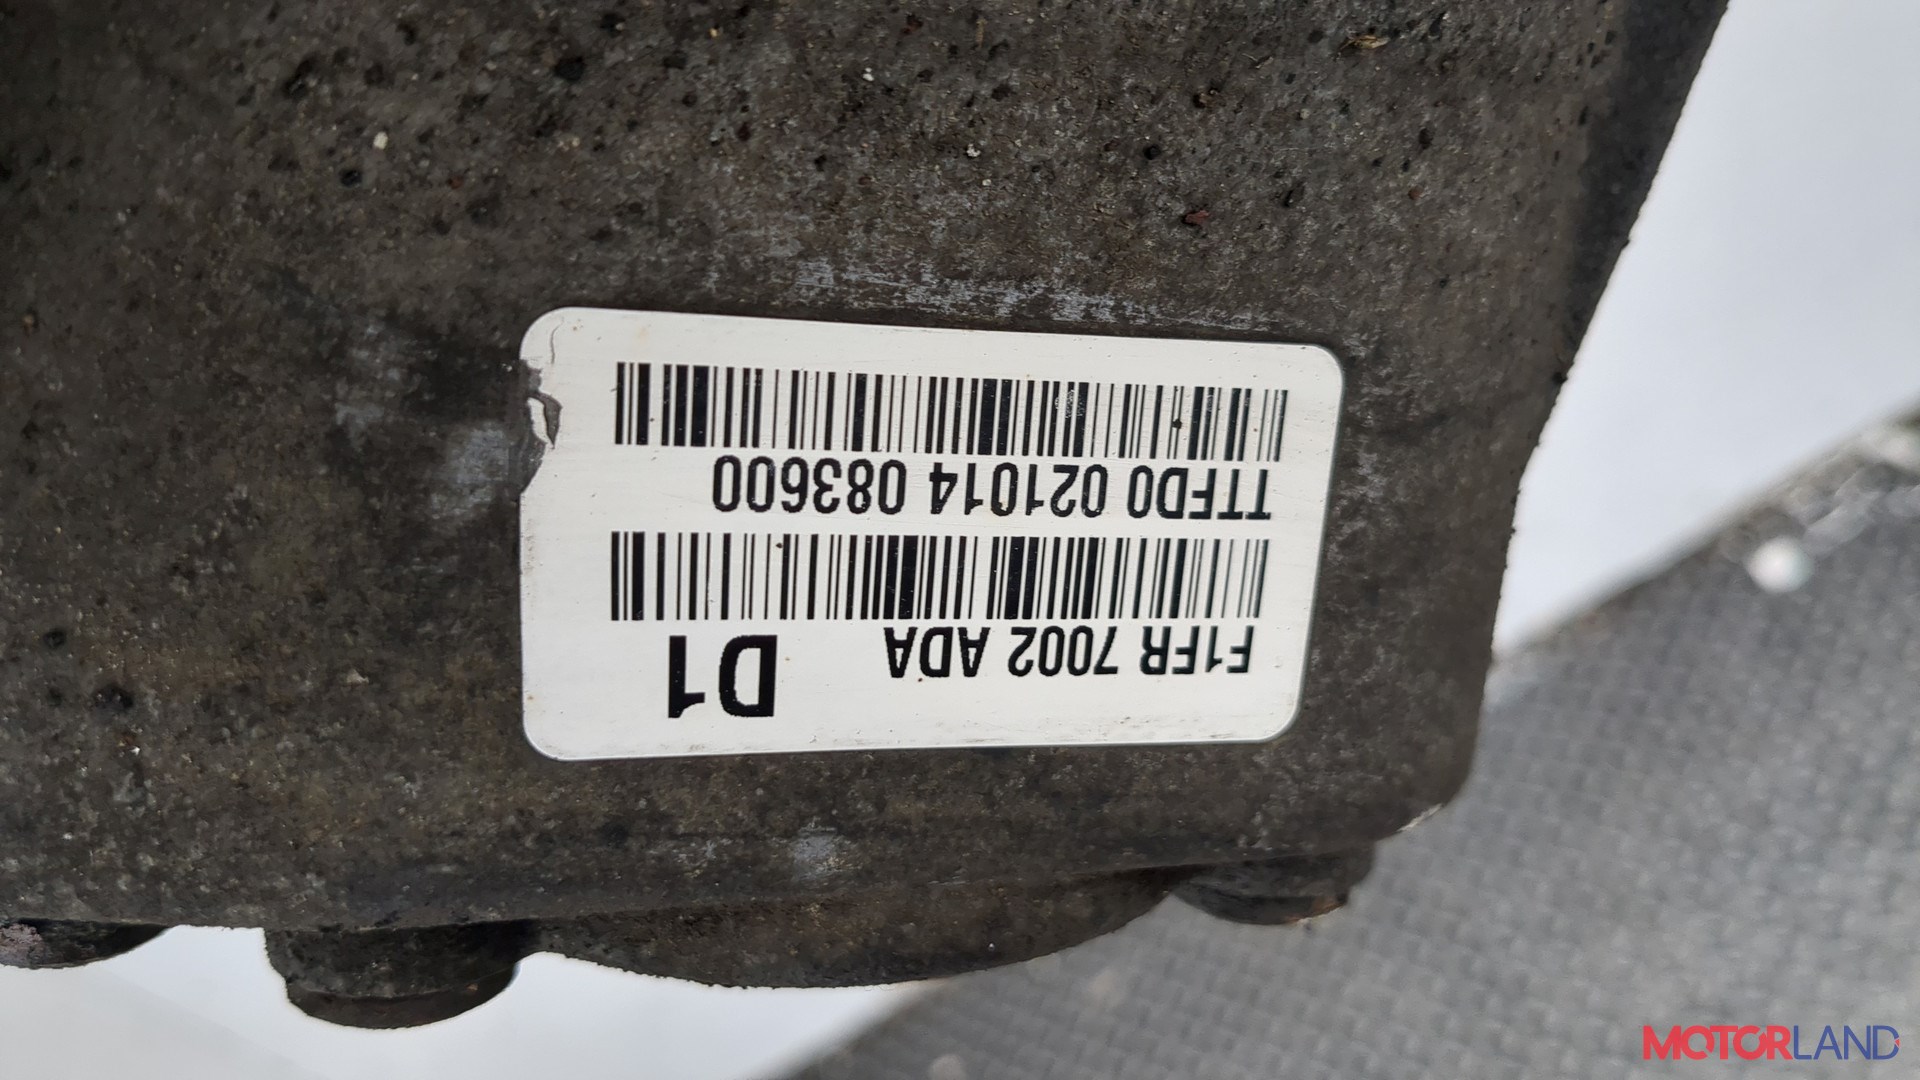 F1FR 7002 ADA D1
TTFD0 021014 083600
MOTORLAND